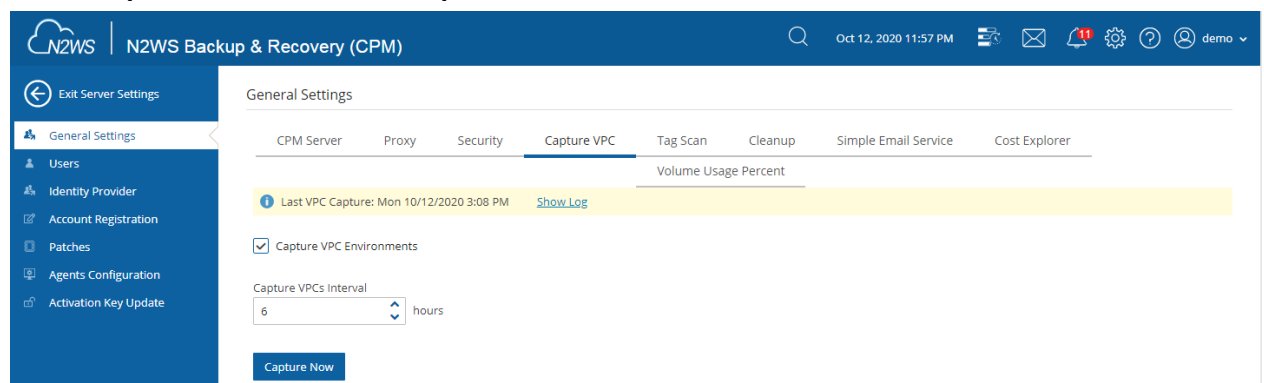 N2WS N2WS Backup & Recovery (CPM) Oct 12, 2020 11:57 PM 11 demo
Exit Server Settings
General Settings
General Settings
Users
Identity Provider
Account Registration
Patches
Agents Configuration
Activation Key Update
CPM Server Proxy Security Capture VPC Tag Scan Cleanup Simple Email Service Cost Explorer
Volume Usage Percent
Last VPC Capture: Mon 10/12/2020 3:08 PM Show Log
Capture VPC Environments
Capture VPCs Interval
6 hours
Capture Now